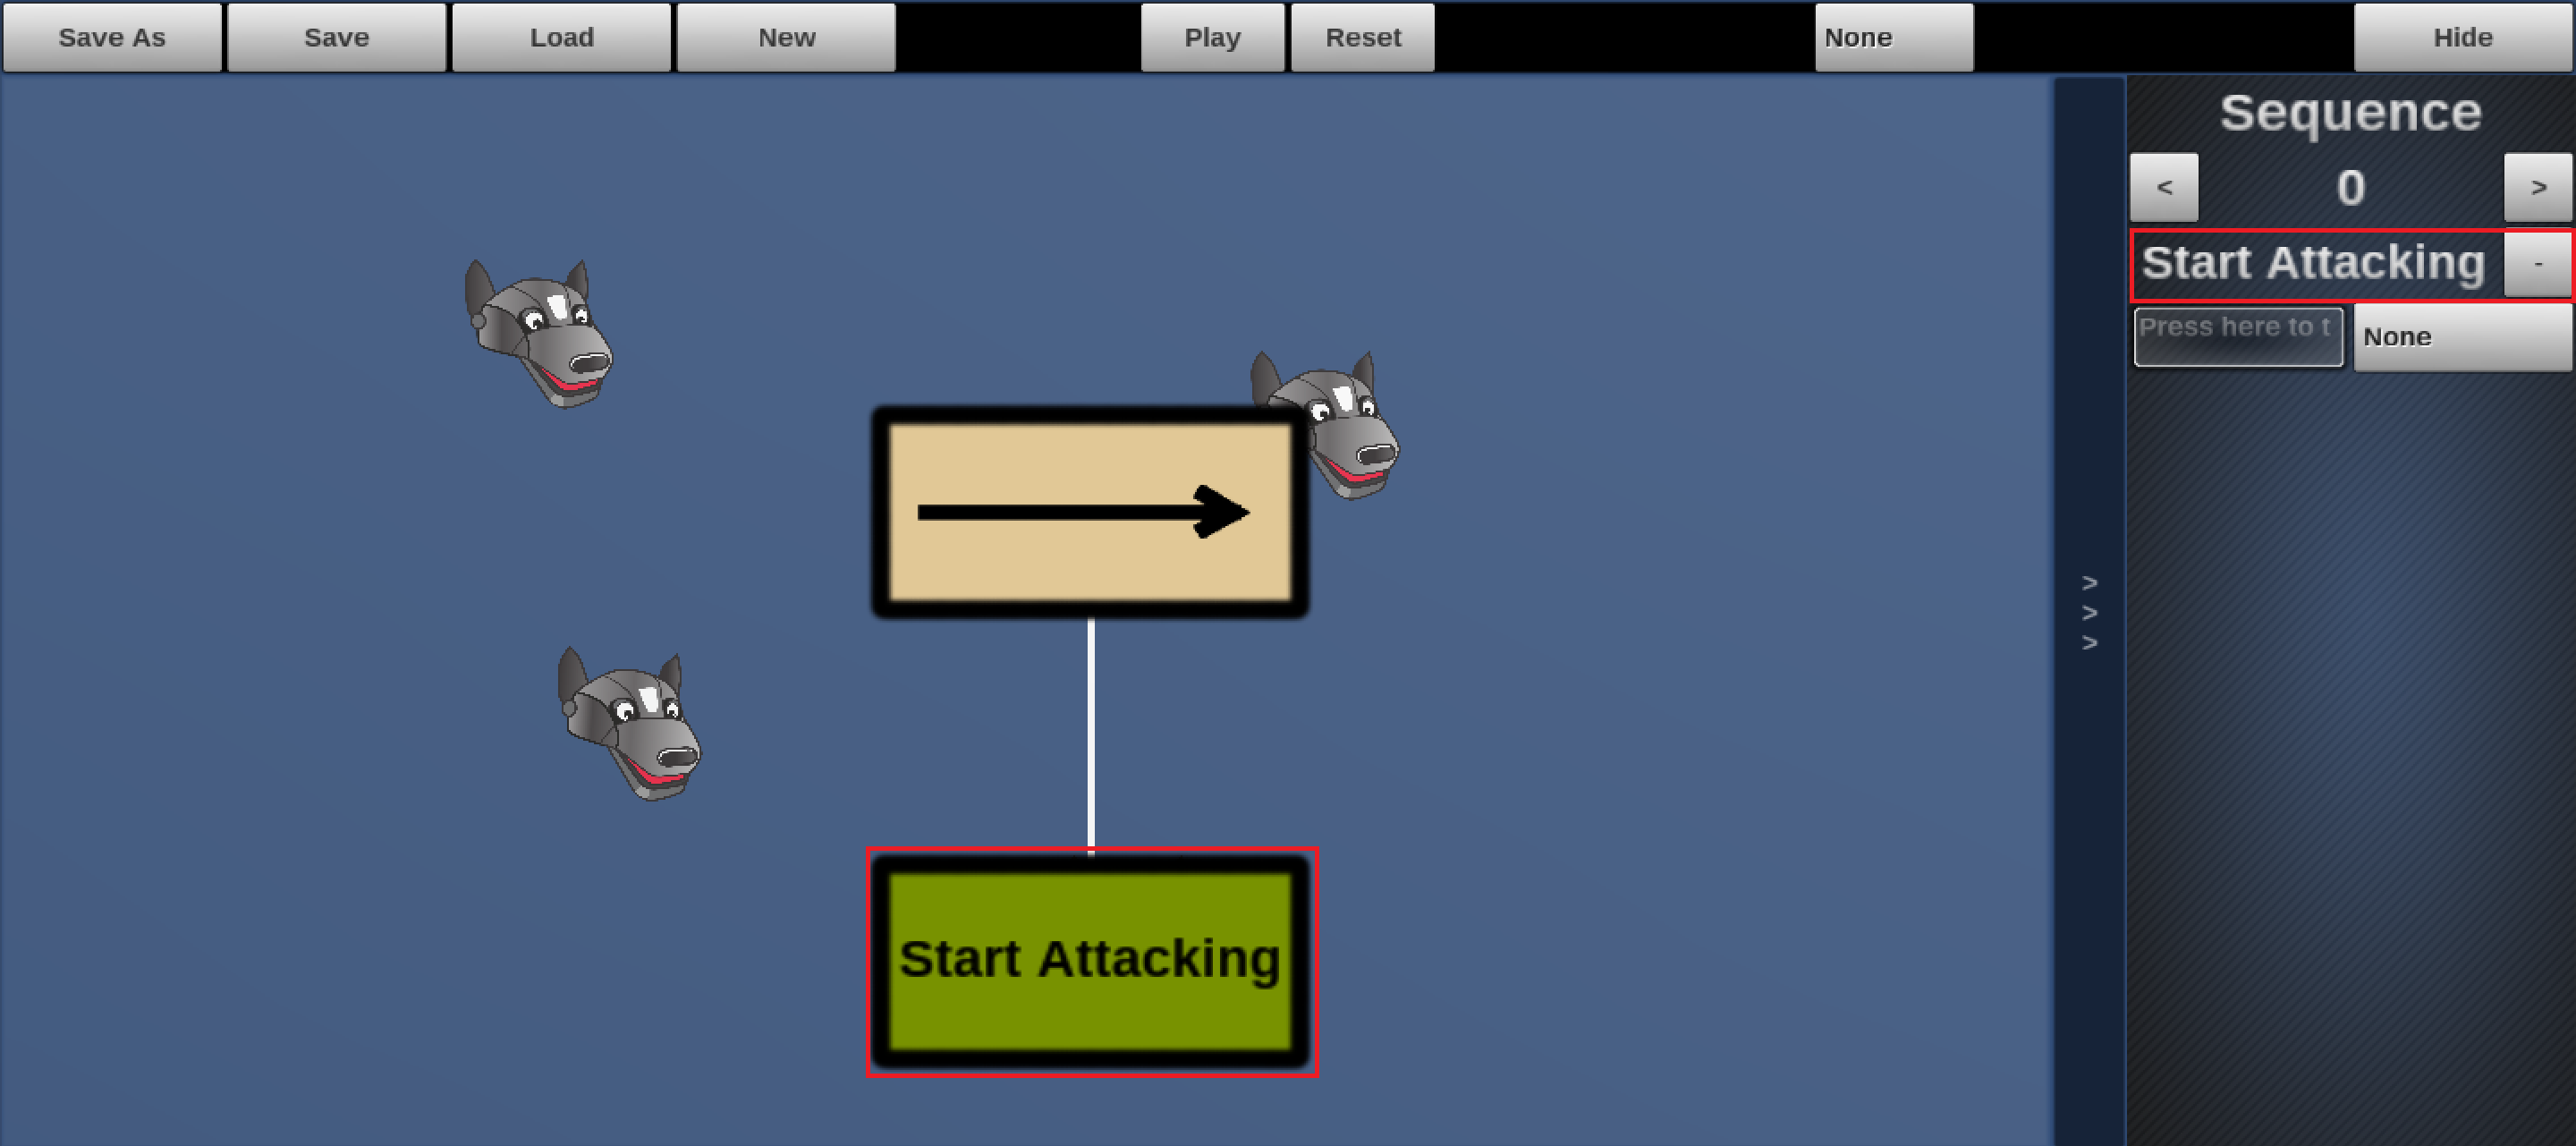 Save As
Save
Load
New
Play
Reset
None
Hide
Sequence
<
0
>
Start Attacking
-
Press here to t
None
>
>
>
Start Attacking